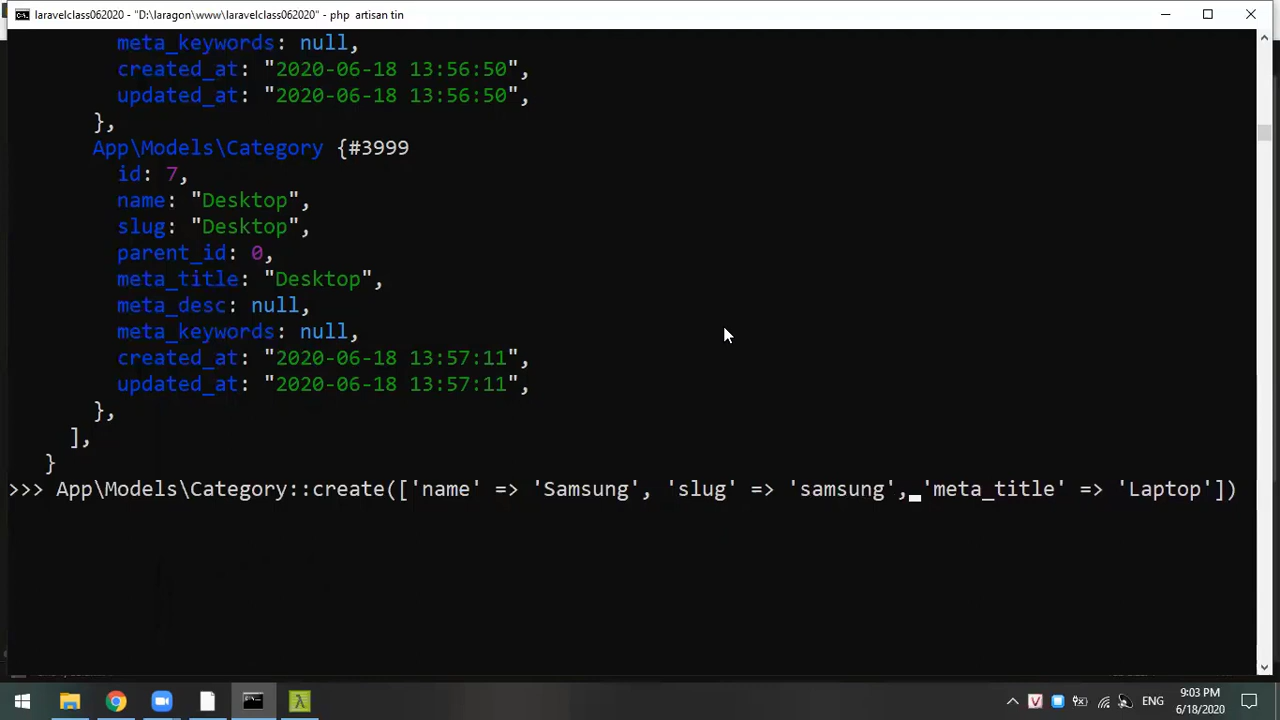 laravelclass062020 - "D:\laragon\www\laravelclass062020" - php  artisan tin
meta_keywords: null,
created_at: "2020-06-18 13:56:50",
updated_at: "2020-06-18 13:56:50",
},
App\Models\Category {#3999
id: 7,
name: "Desktop",
slug: "Desktop",
parent_id: 0,
meta_title: "Desktop",
meta_desc: null,
meta_keywords: null,
created_at: "2020-06-18 13:57:11",
updated_at: "2020-06-18 13:57:11",
},
],
}
>>> App\Models\Category::create(['name' => 'Samsung', 'slug' => 'samsung', 'meta_title' => 'Laptop'])
ENG
9:03 PM
6/18/2020